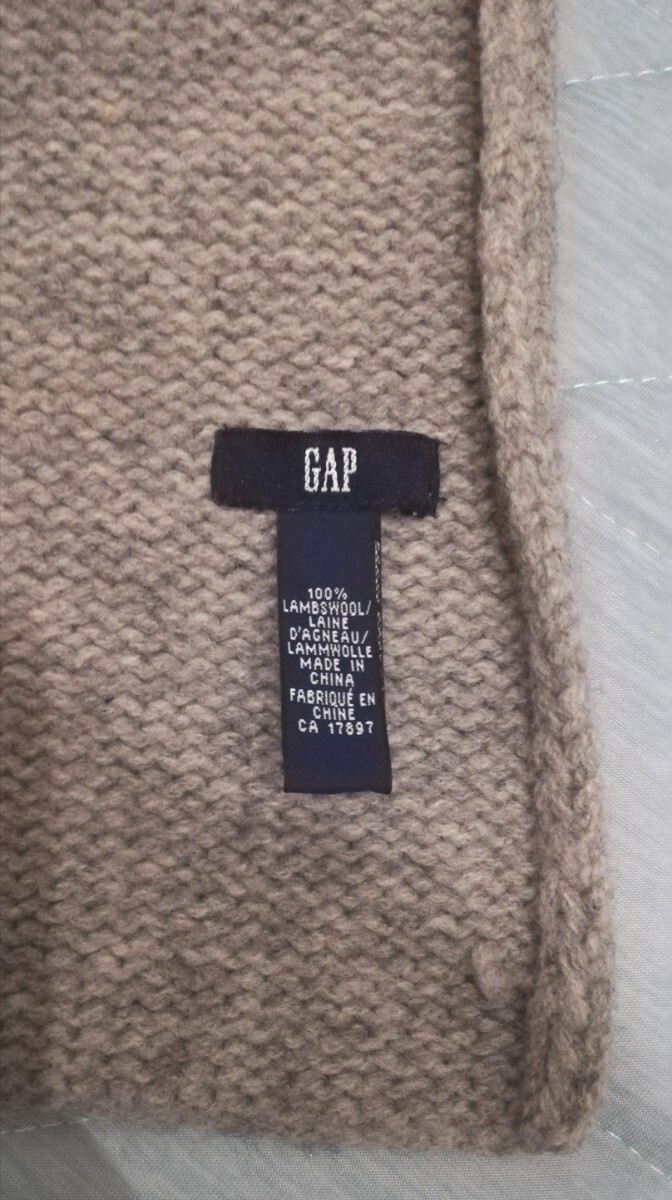 GAP
100%
LAMBSWOOL/
LAINE
D'AGNEAU/
LAMMWOLLE
MADE IN
CHINA
FABRIQUÉ EN
CHINE
CA 17897